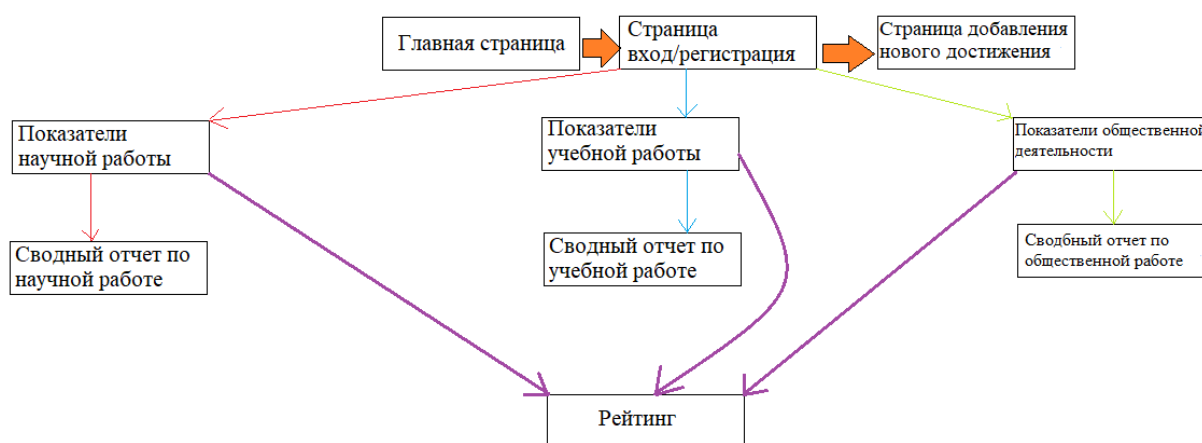 Главная страница
Страница
вход/регистрация
Страница добавления
нового достижения
Показатели
научной работы
Показатели
учебной работы
Показатели общественной
деятельности
Сводный отчет по
научной работе
Сводный отчет по
учебной работе
Сводбный отчет по
общественной работе
Рейтинг